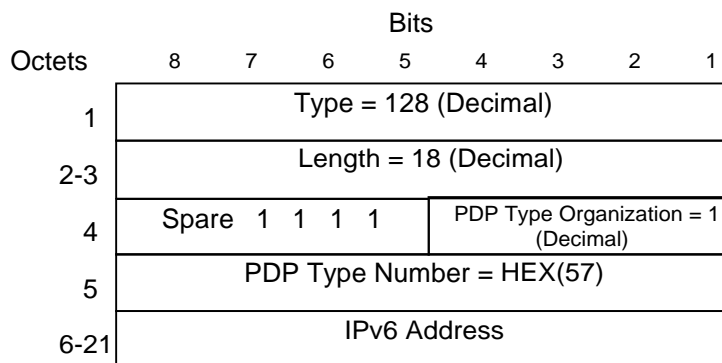 Bits
Octets 8 7 6 5 4 3 2 1
1 Type = 128 (Decimal)
2-3 Length = 18 (Decimal)
4 Spare 1 1 1 1 PDP Type Organization = 1
(Decimal)
5 PDP Type Number = HEX(57)
6-21 IPv6 Address